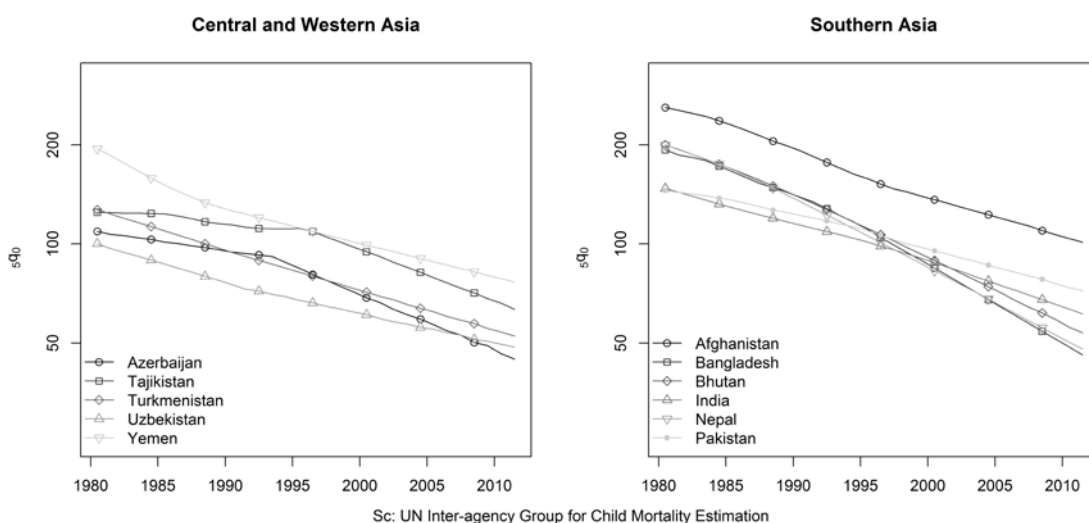 Central and Western Asia
5q0
200
100
50
Azerbaijan
Tajikistan
Turkmenistan
Uzbekistan
Yemen
1980 1985 1990 1995 2000 2005 2010
Southern Asia
5q0
200
100
50
Afghanistan
Bangladesh
Bhutan
India
Nepal
Pakistan
1980 1985 1990 1995 2000 2005 2010
Sc: UN Inter-agency Group for Child Mortality Estimation